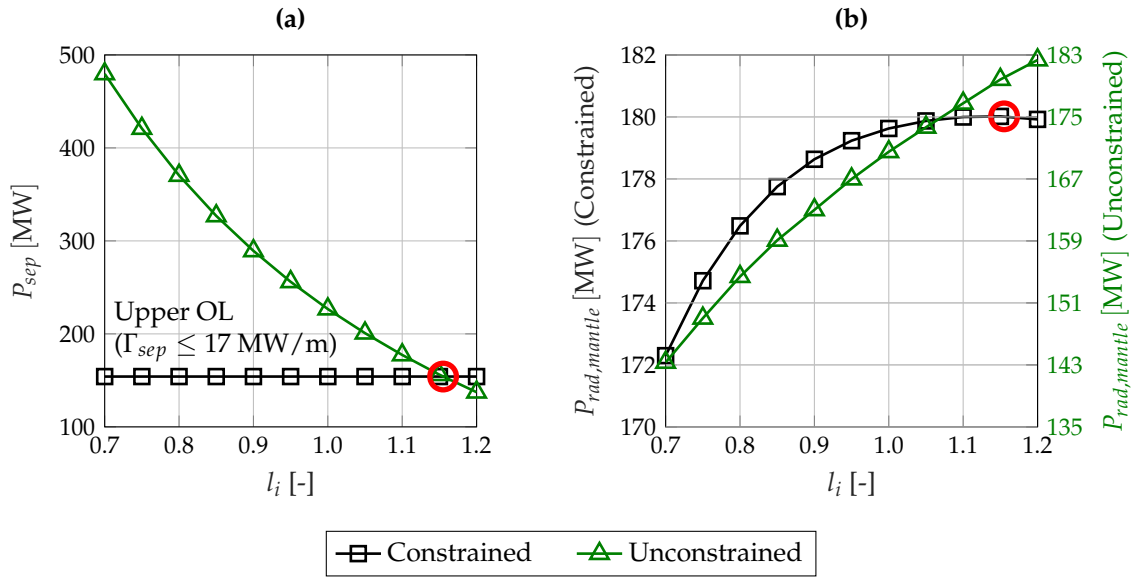 (a)
500
400
300
200
100
P_sep [MW]
Upper OL
(Γ_sep ≤ 17 MW/m)
0.7 0.8 0.9 1.0 1.1 1.2
l_i [-]
(b)
182
180
178
176
174
172
170
P_rad,mantle [MW] (Constrained)
183
175
167
159
151
143
135
P_rad,mantle [MW] (Unconstrained)
0.7 0.8 0.9 1.0 1.1 1.2
l_i [-]
Constrained Unconstrained